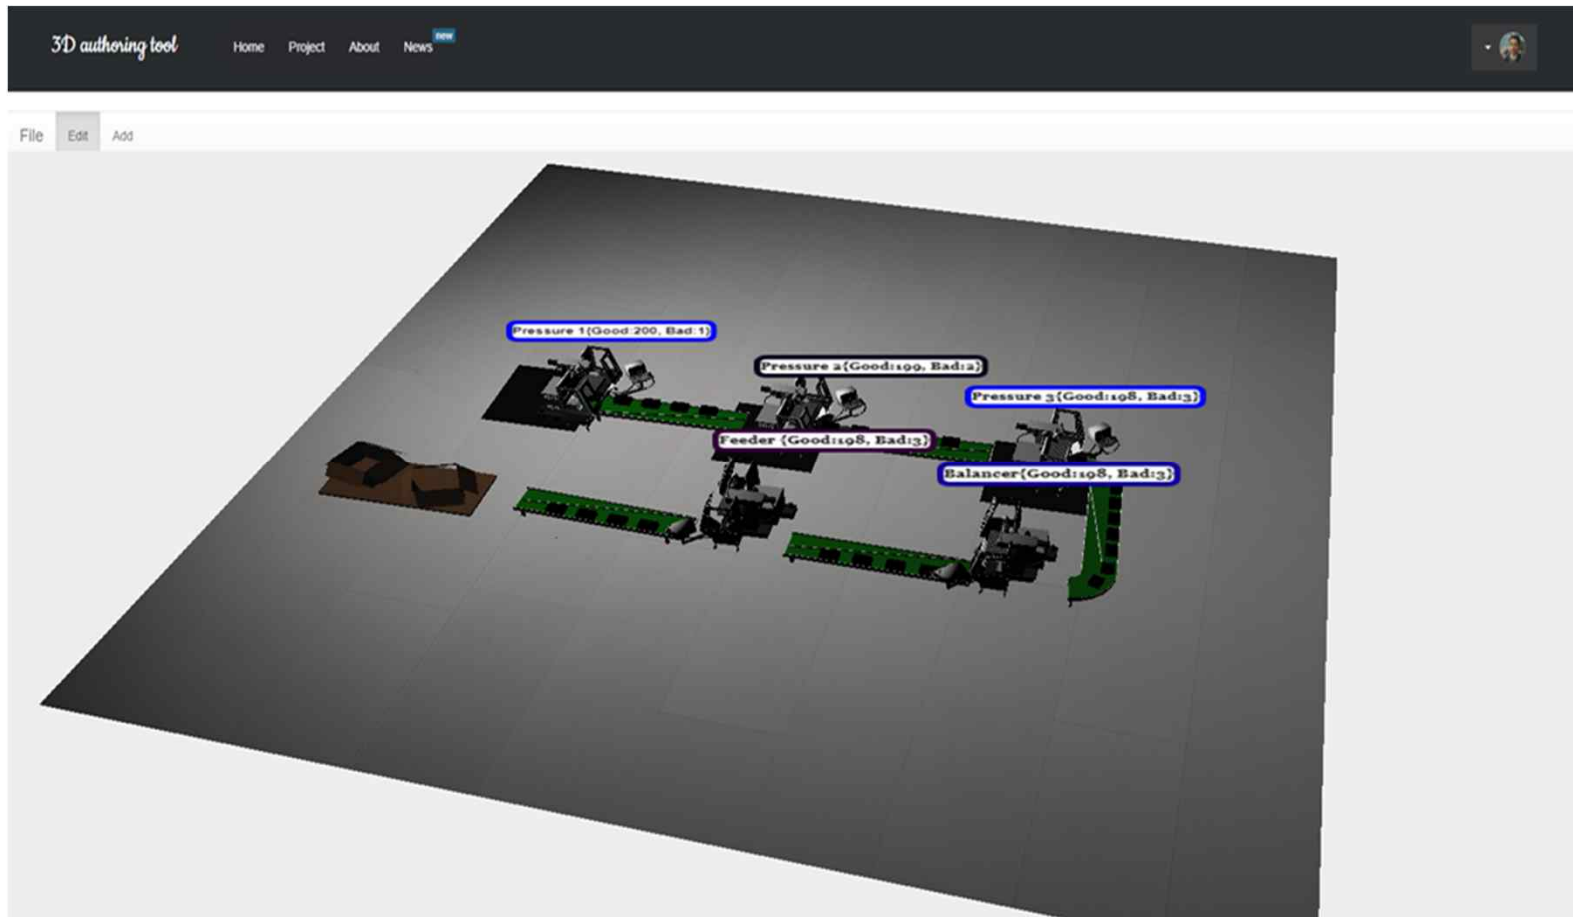 3D authoring tool
Home Project About News new
File Edit Add
Pressure 1(Good:200, Bad:1)
Pressure 2{Good:199, Bad:2}
Pressure 3{Good:198, Bad:3}
Feeder {Good:198, Bad:3}
Balancer{Good:198, Bad:3}